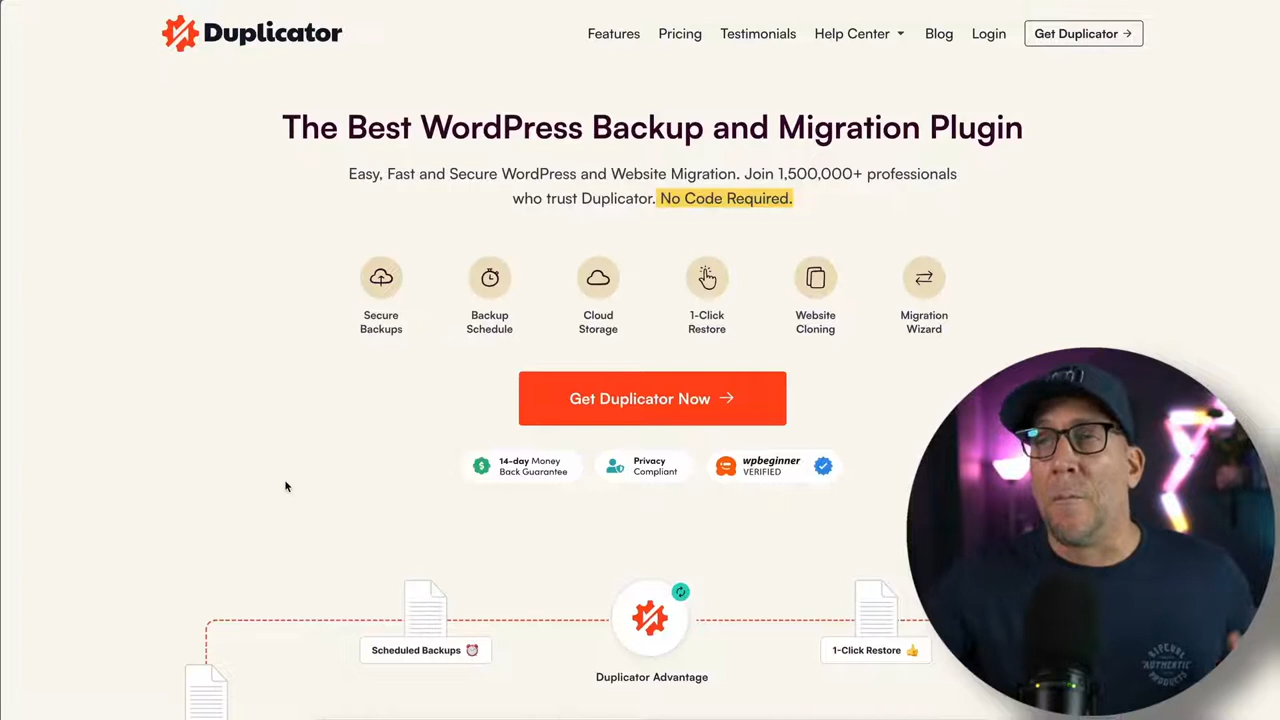 Duplicator
Features Pricing Testimonials Help Center Blog Login Get Duplicator →
The Best WordPress Backup and Migration Plugin
Easy, Fast and Secure WordPress and Website Migration. Join 1,500,000+ professionals
who trust Duplicator. No Code Required.
Secure
Backups
Backup
Schedule
Cloud
Storage
1-Click
Restore
Website
Cloning
Migration
Wizard
Get Duplicator Now →
14-day Money
Back Guarantee
Privacy
Compliant
wpbeginner
VERIFIED
Scheduled Backups
1-Click Restore
Duplicator Advantage
RIPCURL
AUTHENTIC
PRODUCTS